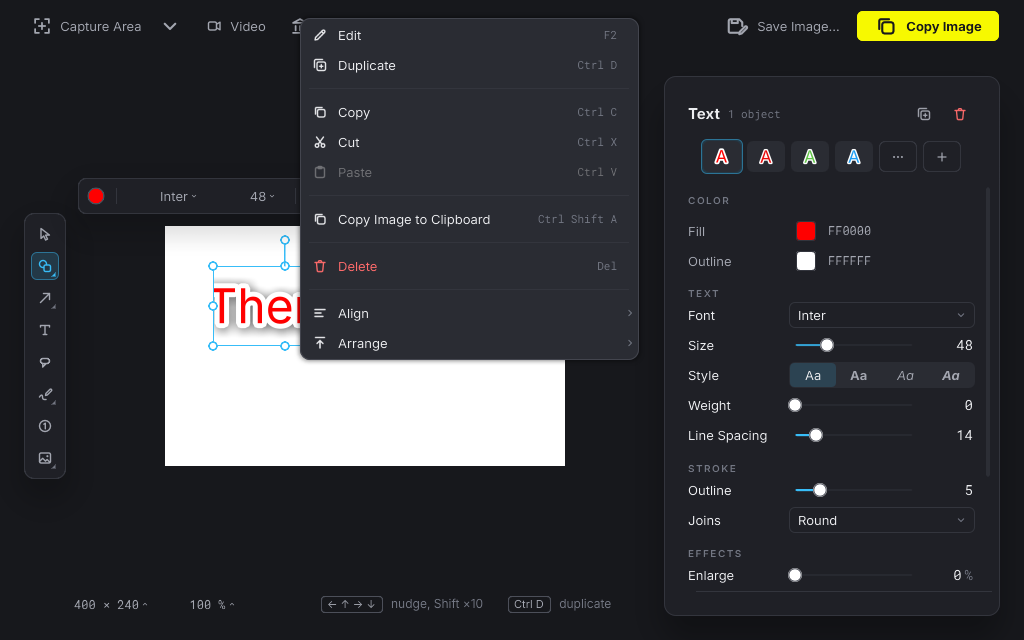 Capture Area
Video
Save Image...
Copy Image
Edit F2
Duplicate Ctrl D
Copy Ctrl C
Cut Ctrl X
Paste Ctrl V
Copy Image to Clipboard Ctrl Shift A
Delete Del
Align
Arrange
Inter
48
Text 1 object
A A A A ... +
COLOR
Fill FF0000
Outline FFFFFF
TEXT
Font Inter
Size 48
Style Aa Aa Aa Aa
Weight 0
Line Spacing 14
STROKE
Outline 5
Joins Round
EFFECTS
Enlarge 0 %
400 × 240
100 %
← ↑ → ↓ nudge, Shift ×10
Ctrl D duplicate